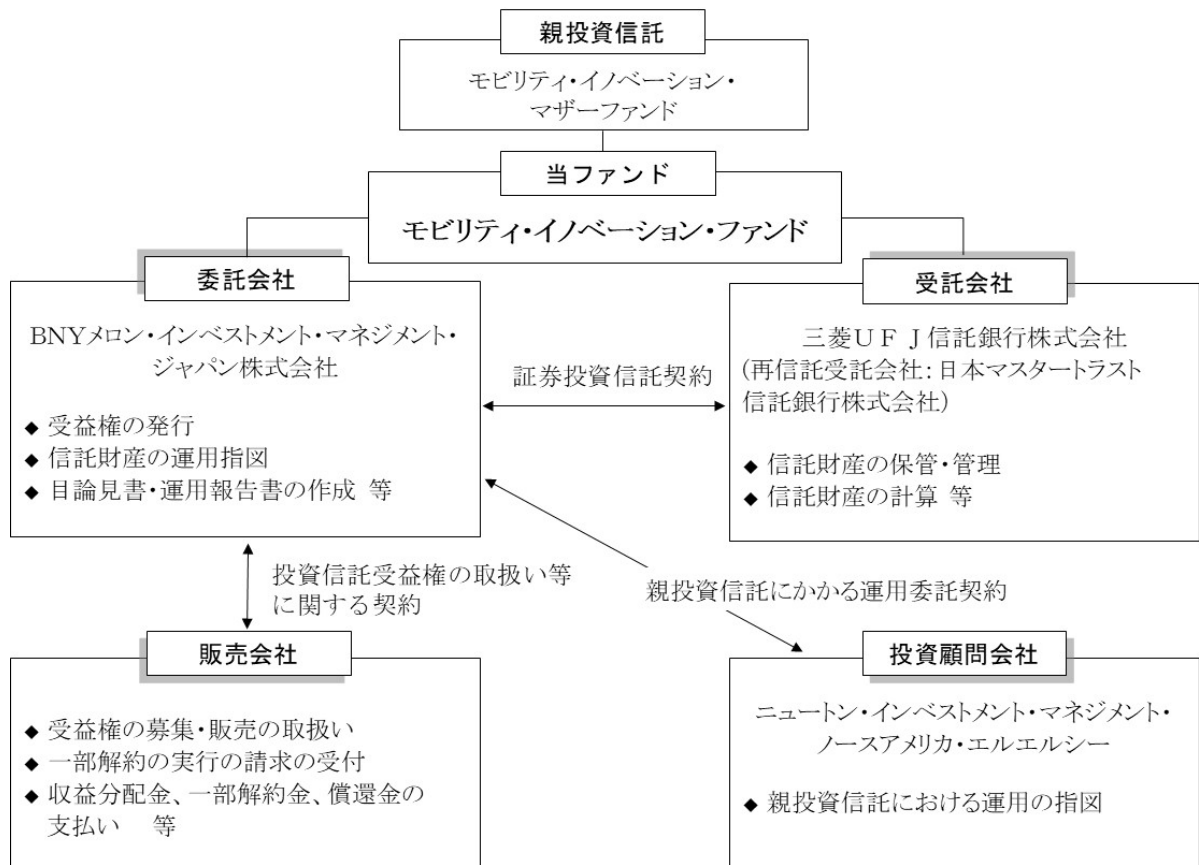 親投資信託
モビリティ・イノベーション・
マザーファンド
当ファンド
モビリティ・イノベーション・ファンド
委託会社
BNYメロン・インベストメント・マネジメント・
ジャパン株式会社
◆ 受益権の発行
◆ 信託財産の運用指図
◆ 目論見書・運用報告書の作成 等
証券投資信託契約
受託会社
三菱UFJ信託銀行株式会社
(再信託受託会社:日本マスタートラスト
信託銀行株式会社)
◆ 信託財産の保管・管理
◆ 信託財産の計算 等
投資信託受益権の取扱い等
に関する契約
親投資信託にかかる運用委託契約
販売会社
◆ 受益権の募集・販売の取扱い
◆ 一部解約の実行の請求の受付
◆ 収益分配金、一部解約金、償還金の
支払い 等
投資顧問会社
ニュートン・インベストメント・マネジメント・
ノースアメリカ・エルエルシー
◆ 親投資信託における運用の指図